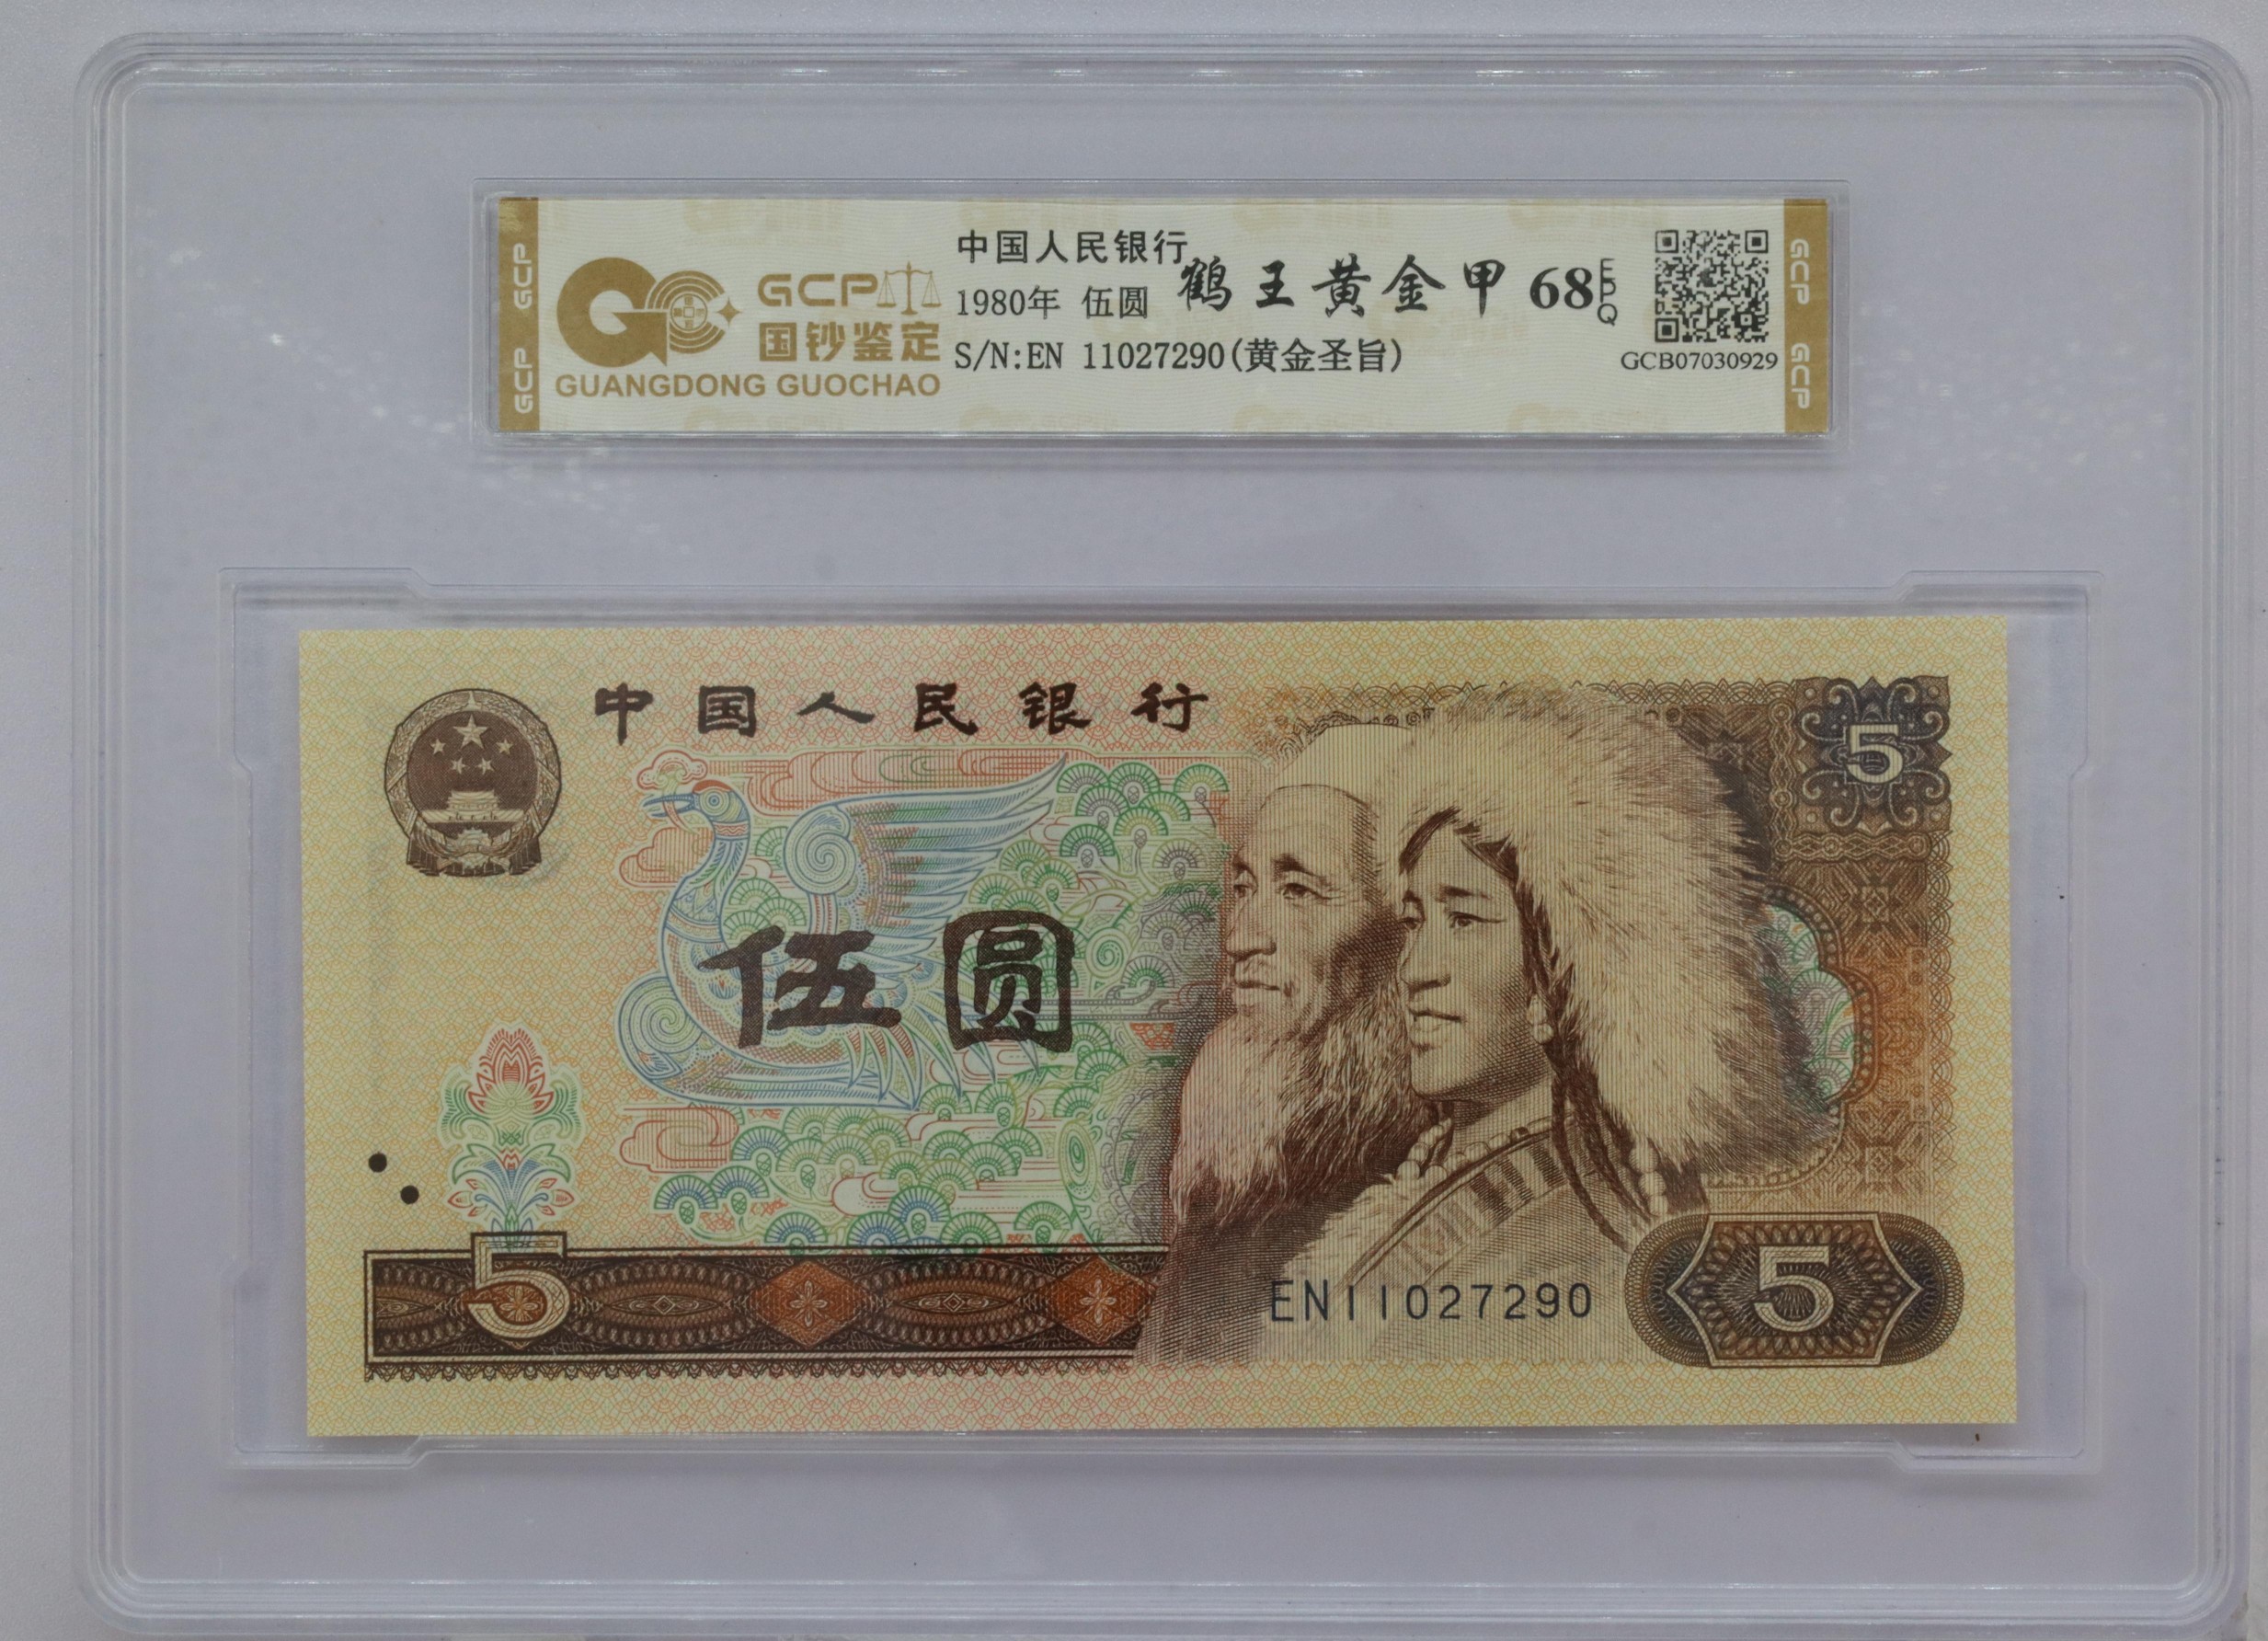 GCP GCP
GCP
国钞鉴定
GUANGDONG GUOCHAO
中国人民银行
1980年 伍圆
鹤王黄金甲 68 EPQ
S/N:EN 11027290(黄金圣旨)
GCB07030929
GCP GCP
中国人民银行
5
伍圆
5
EN11027290
5